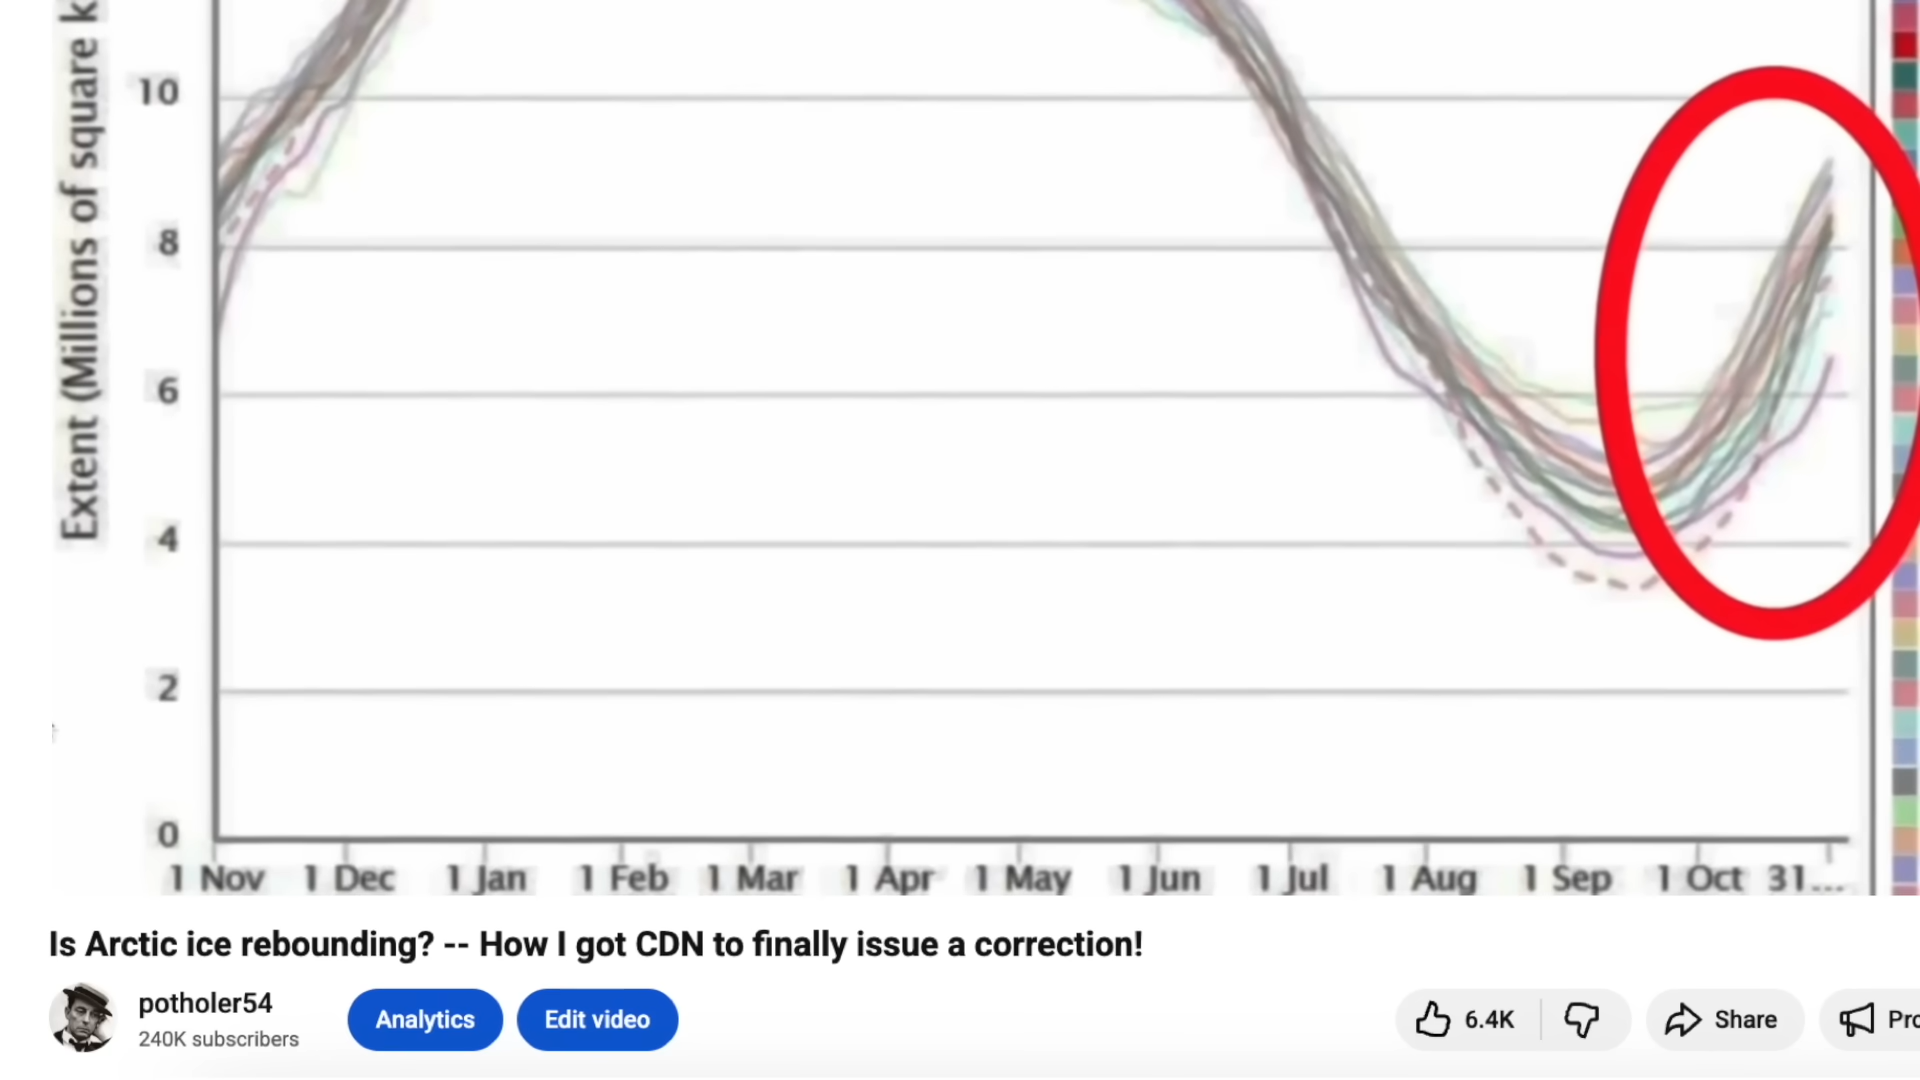 Extent (Millions of square k
10
8
6
4
2
0
1 Nov 1 Dec 1 Jan 1 Feb 1 Mar 1 Apr 1 May 1 Jun 1 Jul 1 Aug 1 Sep 1 Oct 31...
Is Arctic ice rebounding? -- How I got CDN to finally issue a correction!
potholer54
240K subscribers
Analytics
Edit video
6.4K
Share
Pro